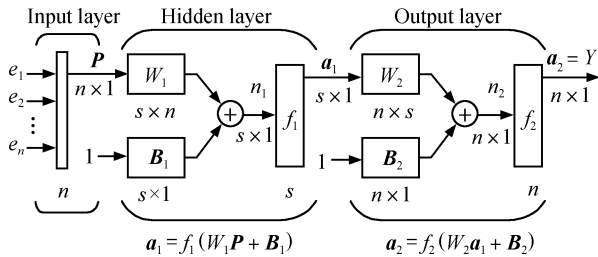 Input layer Hidden layer Output layer
P a₁ a₂ = Y
e₁ W₁ n₁ W₂ n₂
n × 1 s × 1 n × 1
e₂ s × n f₁ n × s f₂
+ s × 1 + n × 1
⋮
eₙ 1 B₁ 1 B₂
n s × 1 s n × 1 n
a₁ = f₁ (W₁P + B₁) a₂ = f₂ (W₂a₁ + B₂)